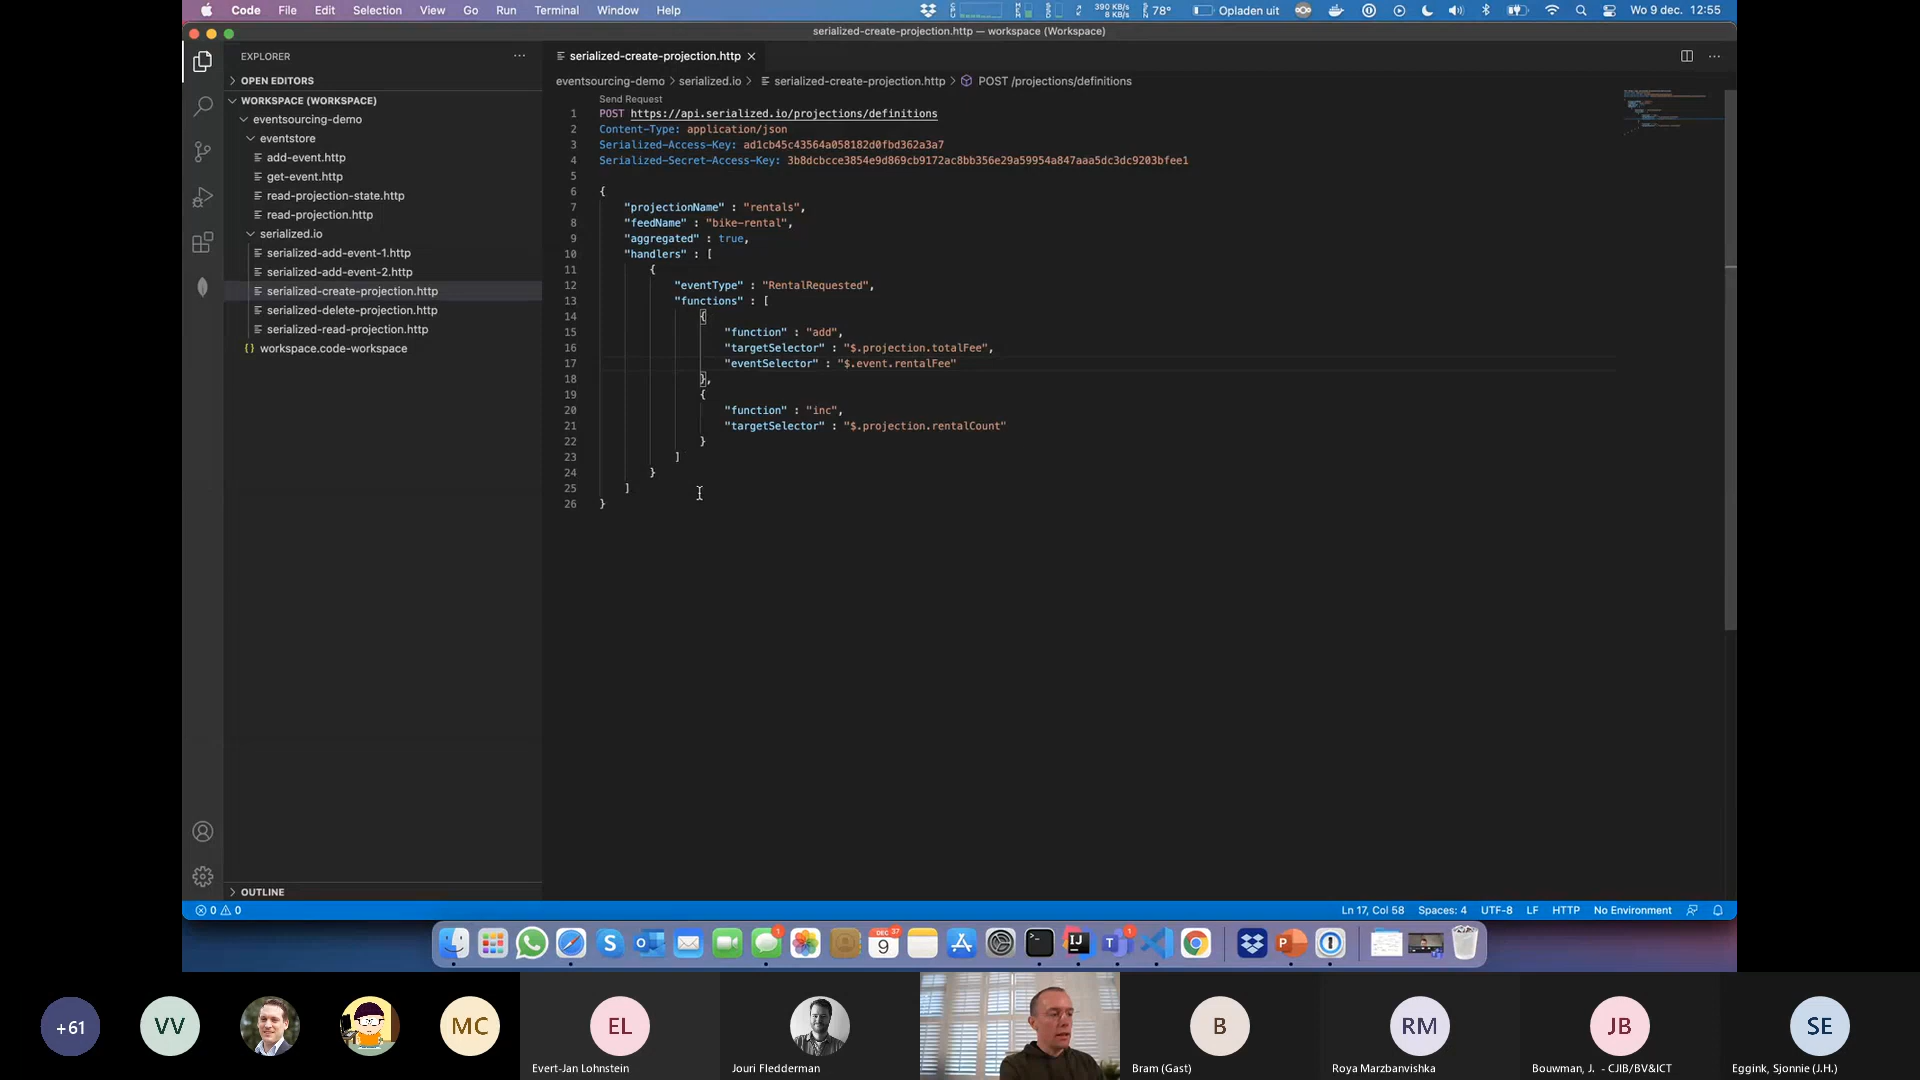 Code File Edit Selection View Go Run Terminal Window Help
390 KB/s
8 KB/s
78°
Opladen uit
Wo 9 dec. 12:55
serialized-create-projection.http — workspace (Workspace)
EXPLORER
OPEN EDITORS
WORKSPACE (WORKSPACE)
eventsourcing-demo
eventstore
add-event.http
get-event.http
read-projection-state.http
read-projection.http
serialized.io
serialized-add-event-1.http
serialized-add-event-2.http
serialized-create-projection.http
serialized-delete-projection.http
serialized-read-projection.http
{} workspace.code-workspace
OUTLINE
serialized-create-projection.http
eventsourcing-demo > serialized.io > serialized-create-projection.http > POST /projections/definitions
Send Request
1 POST https://api.serialized.io/projections/definitions
2 Content-Type: application/json
3 Serialized-Access-Key: ad1cb45c43564a058182d0fbd362a3a7
4 Serialized-Secret-Access-Key: 3b8dcbcce3854e9d869cb9172ac8bb356e29a59954a847aaa5dc3dc9203bfee1
5
6 {
7 "projectionName" : "rentals",
8 "feedName" : "bike-rental",
9 "aggregated" : true,
10 "handlers" : [
11 {
12 "eventType" : "RentalRequested",
13 "functions" : [
14 {
15 "function" : "add",
16 "targetSelector" : "$.projection.totalFee",
17 "eventSelector" : "$.event.rentalFee"
18 },
19 {
20 "function" : "inc",
21 "targetSelector" : "$.projection.rentalCount"
22 }
23 ]
24 }
25 ]
26 }
0 0
Ln 17, Col 58 Spaces: 4 UTF-8 LF HTTP No Environment
+61
VV
MC
EL
Evert-Jan Lohnstein
Jouri Fledderman
B
Bram (Gast)
RM
Roya Marzbanvishka
JB
Bouwman, J. - CJIB/BV&ICT
SE
Eggink, Sjonnie (J.H.)